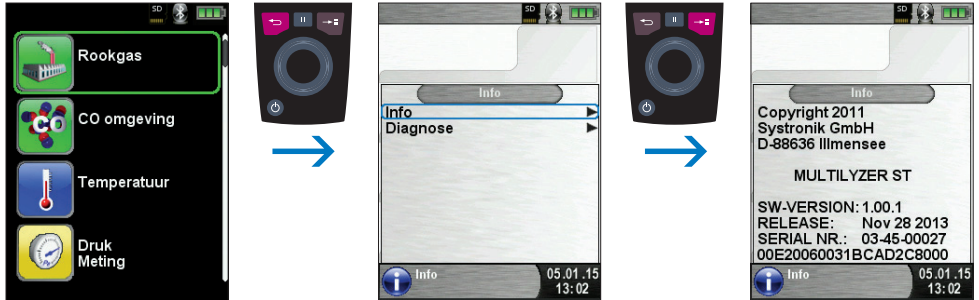 SD
Rookgas
CO
CO omgeving
Temperatuur
Druk
Meting
SD
Info
Info
Diagnose
Info
05.01.15
13:02
SD
Info
Copyright 2011
Systronik GmbH
D-88636 Illmensee
MULTILYZER ST
SW-VERSION: 1.00.1
RELEASE: Nov 28 2013
SERIAL NR.: 03-45-00027
00E20060031BCAD2C8000
Info
05.01.15
13:02